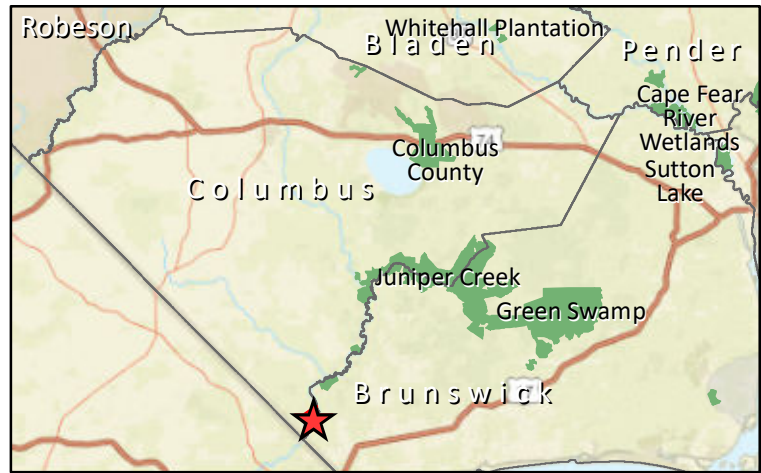 Robeson
Whitehall Plantation
Bladen
Pender
Cape Fear
River
Wetlands
Sutton
Lake
74
Columbus
County
Columbus
Juniper Creek
Green Swamp
Brunswick